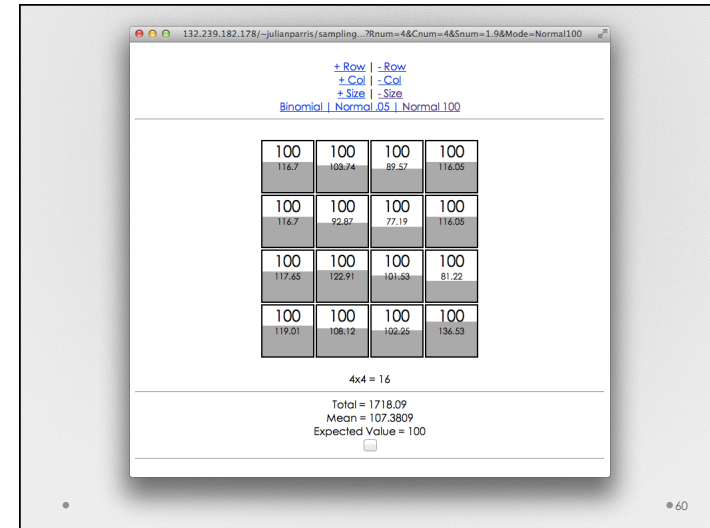 132.239.182.178/~julianparris/sampling...?Rnum=4&Cnum=4&Snum=1.9&Mode=Normal100
+ Row | - Row
+ Col | - Col
+ Size | - Size
Binomial | Normal .05 | Normal 100
100 100 100 100
116.7 103.74 89.57 116.05
100 100 100 100
116.7 92.87 77.19 116.05
100 100 100 100
117.65 122.91 101.53 81.22
100 100 100 100
119.01 108.12 102.25 136.53
4x4 = 16
Total = 1718.09
Mean = 107.3809
Expected Value = 100
60